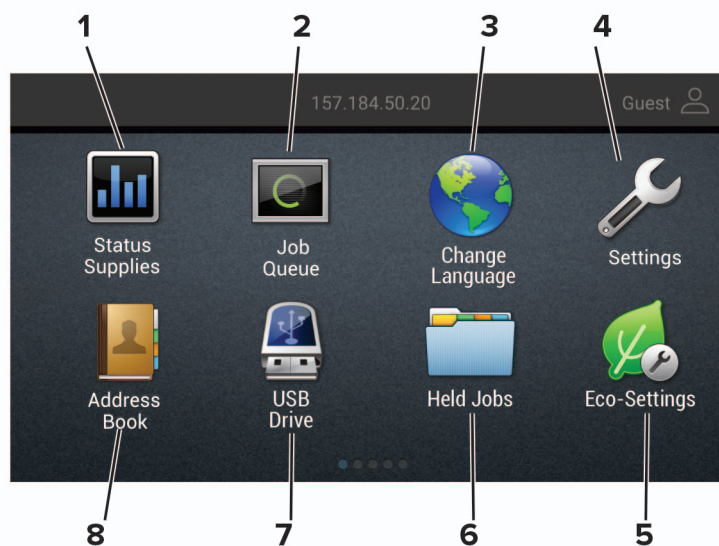 1 2 3 4
157.184.50.20 Guest
Status
Supplies
Job
Queue
Change
Language
Settings
Address
Book
USB
Drive
Held Jobs
Eco-Settings
8 7 6 5